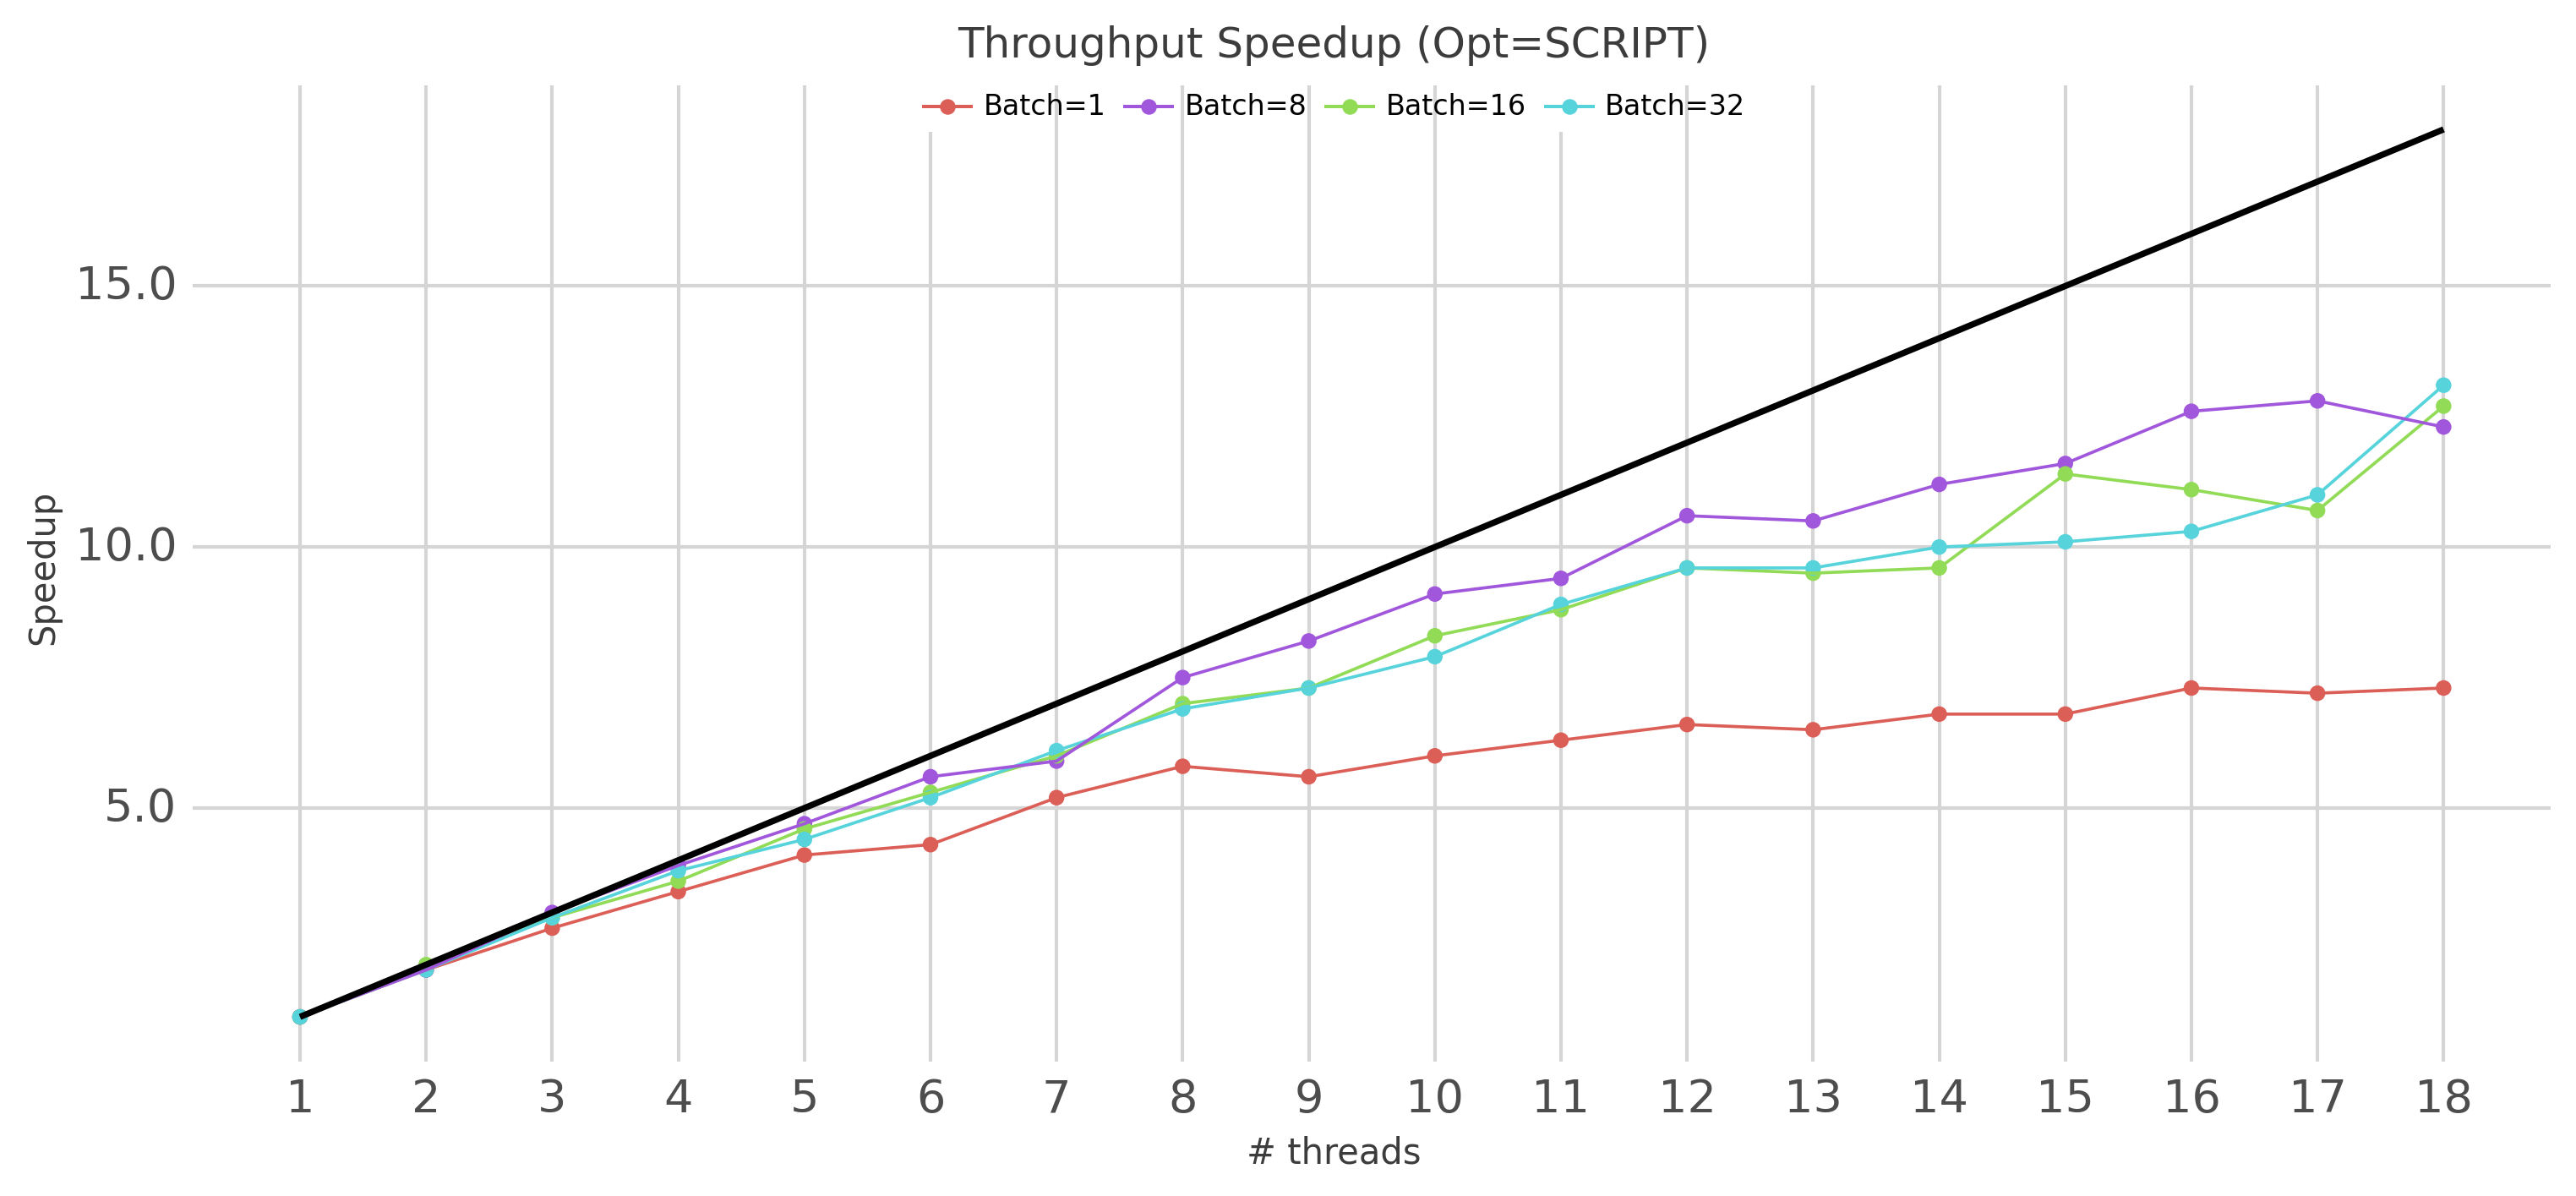 Throughput Speedup (Opt=SCRIPT)
Batch=1 Batch=8 Batch=16 Batch=32
15.0
10.0
5.0
Speedup
1 2 3 4 5 6 7 8 9 10 11 12 13 14 15 16 17 18
# threads